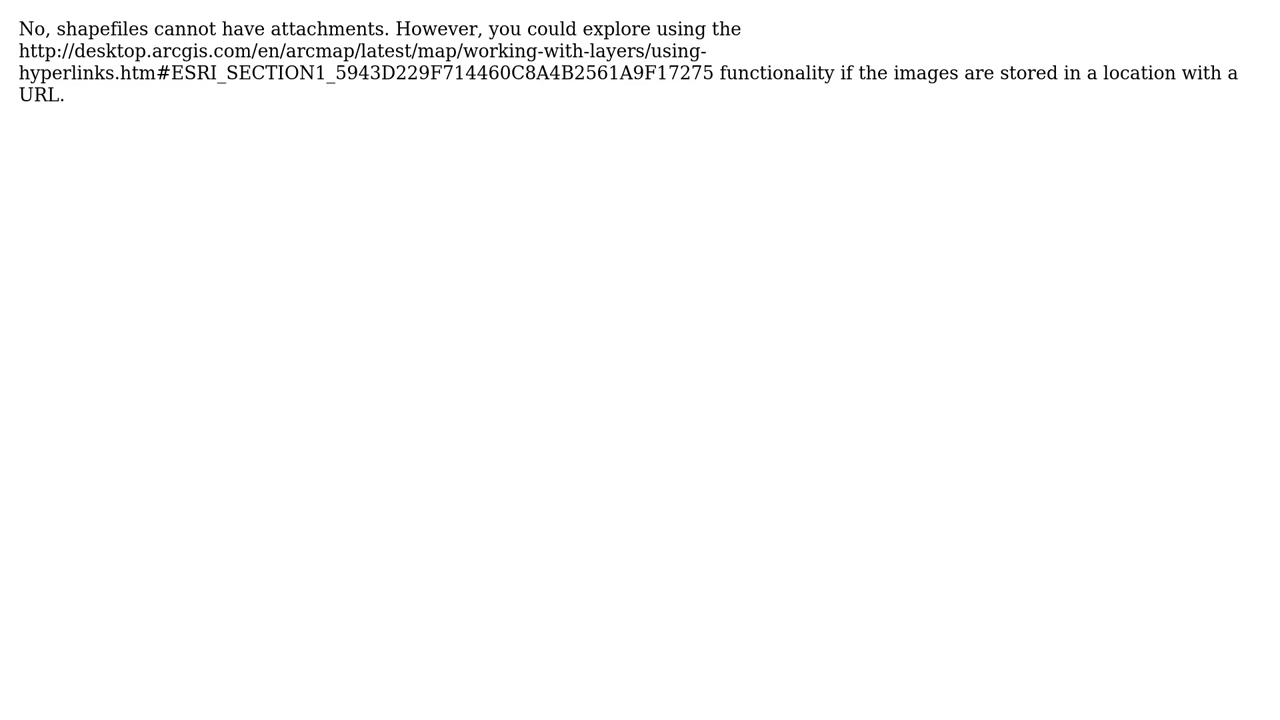 No, shapefiles cannot have attachments. However, you could explore using the
http://desktop.arcgis.com/en/arcmap/latest/map/working-with-layers/using-
hyperlinks.htm#ESRI_SECTION1_5943D229F714460C8A4B2561A9F17275 functionality if the images are stored in a location with a
URL.